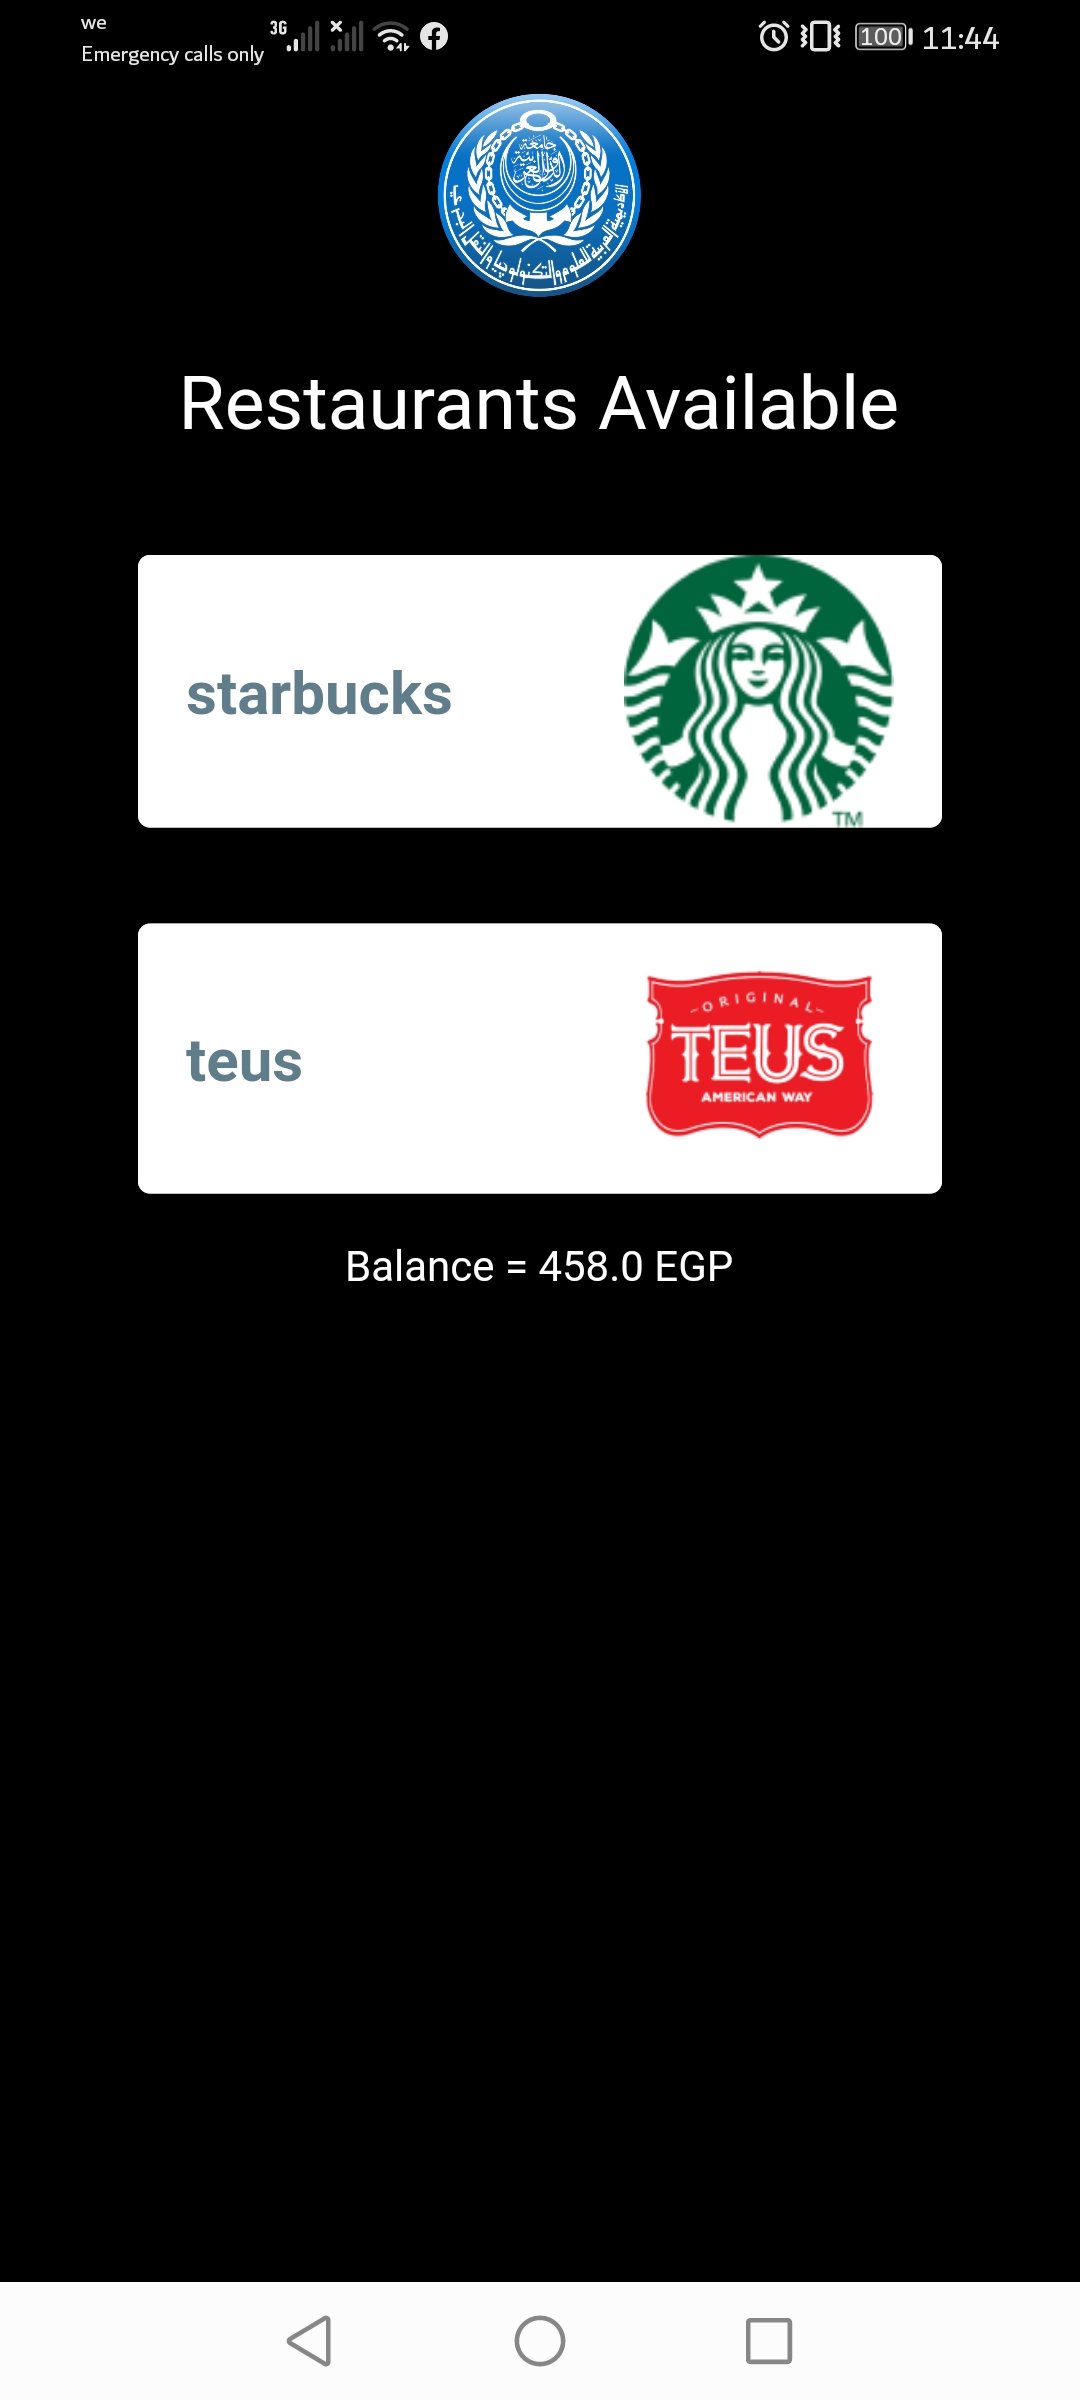 we
Emergency calls only
3G
100
11:44
جامعة
الدول العربية
الأكاديمية العربية للعلوم والتكنولوجيا والنقل البحري
Restaurants Available
starbucks
TM
teus
-ORIGINAL-
TEUS
AMERICAN WAY
Balance = 458.0 EGP